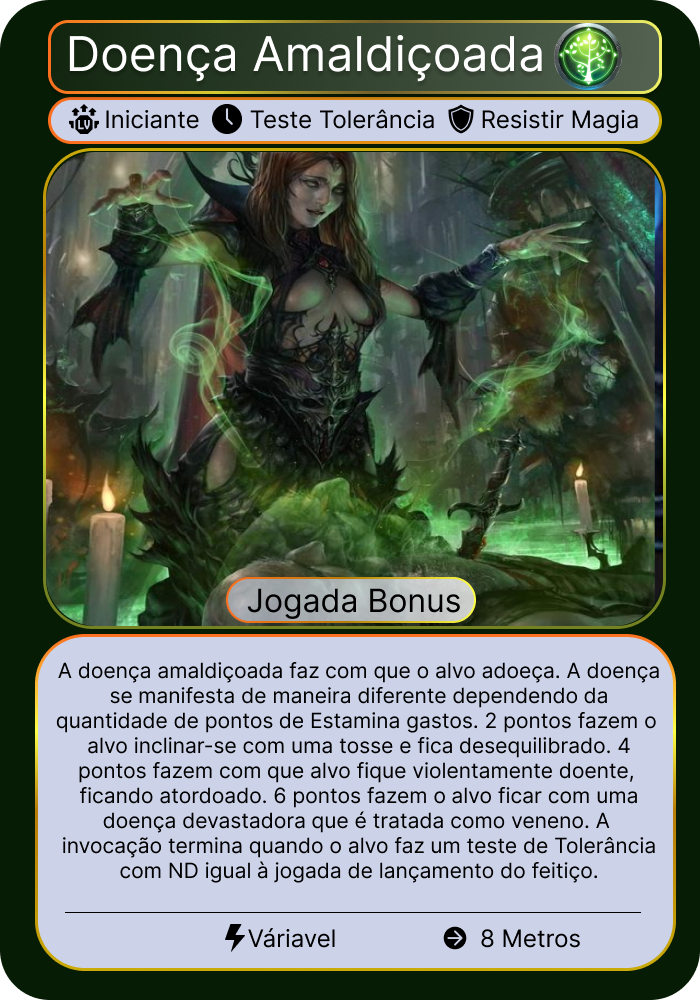 Doença Amaldiçoada
LV Iniciante Teste Tolerância Resistir Magia
Jogada Bonus
A doença amaldiçoada faz com que o alvo adoeça. A doença
se manifesta de maneira diferente dependendo da
quantidade de pontos de Estamina gastos. 2 pontos fazem o
alvo inclinar-se com uma tosse e fica desequilibrado. 4
pontos fazem com que alvo fique violentamente doente,
ficando atordoado. 6 pontos fazem o alvo ficar com uma
doença devastadora que é tratada como veneno. A
invocação termina quando o alvo faz um teste de Tolerância
com ND igual à jogada de lançamento do feitiço.
Váriavel 8 Metros